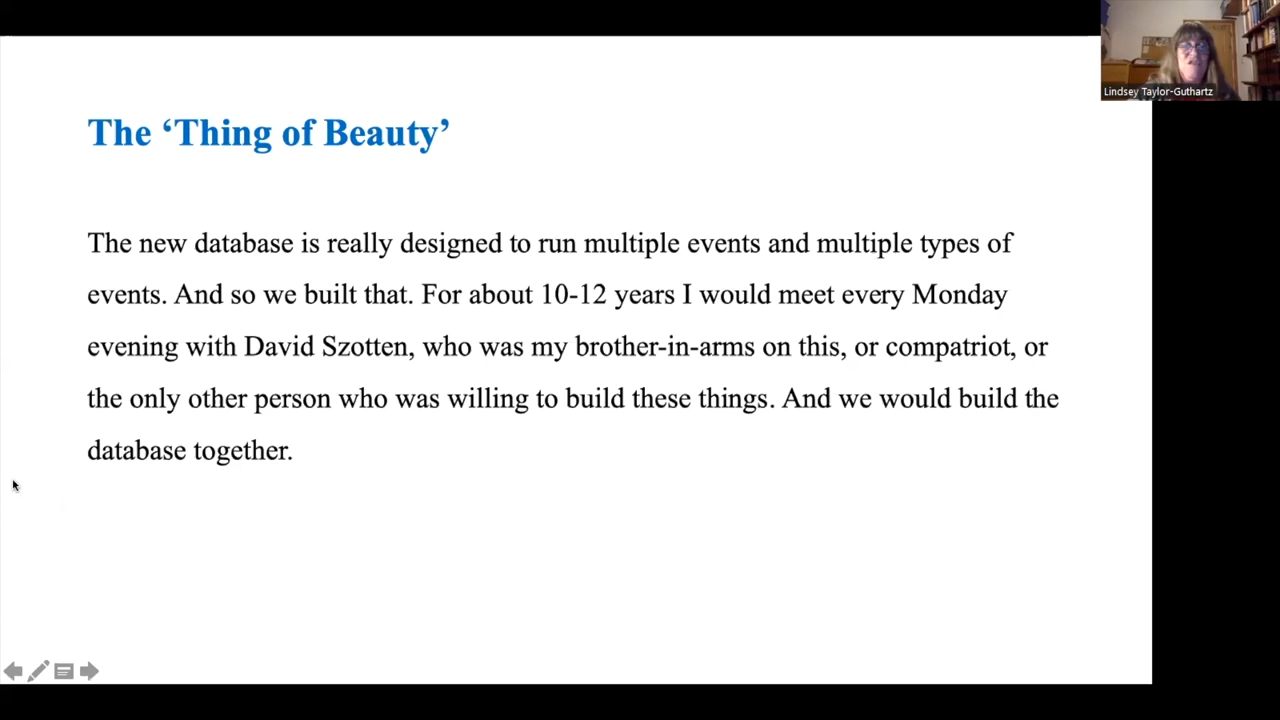 Lindsey Taylor-Guthartz
The ‘Thing of Beauty’
The new database is really designed to run multiple events and multiple types of
events. And so we built that. For about 10-12 years I would meet every Monday
evening with David Szotten, who was my brother-in-arms on this, or compatriot, or
the only other person who was willing to build these things. And we would build the
database together.